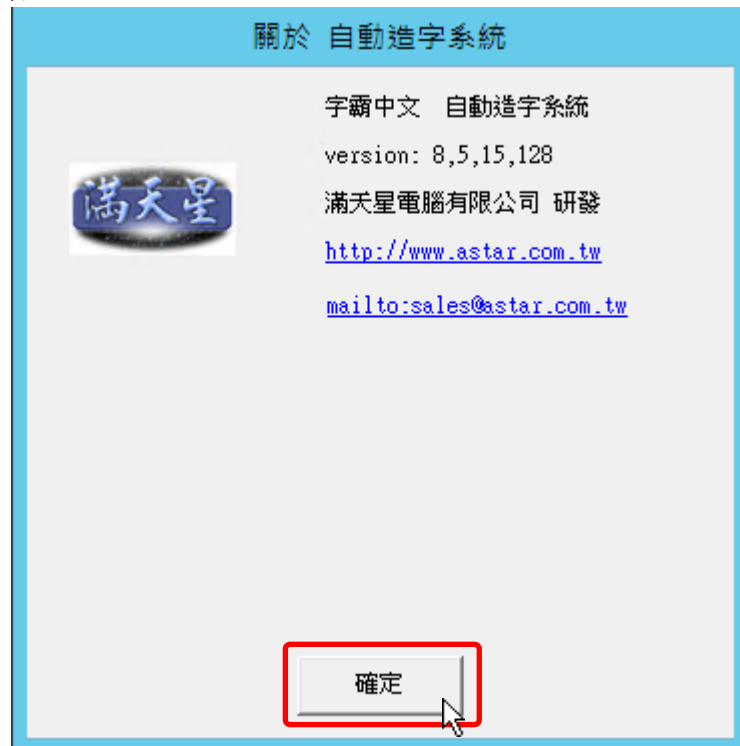 關於 自動造字系統
字霸中文 自動造字系統
version: 8,5,15,128
滿天星
滿天星電腦有限公司 研發
http://www.astar.com.tw
mailto:sales@astar.com.tw
確定